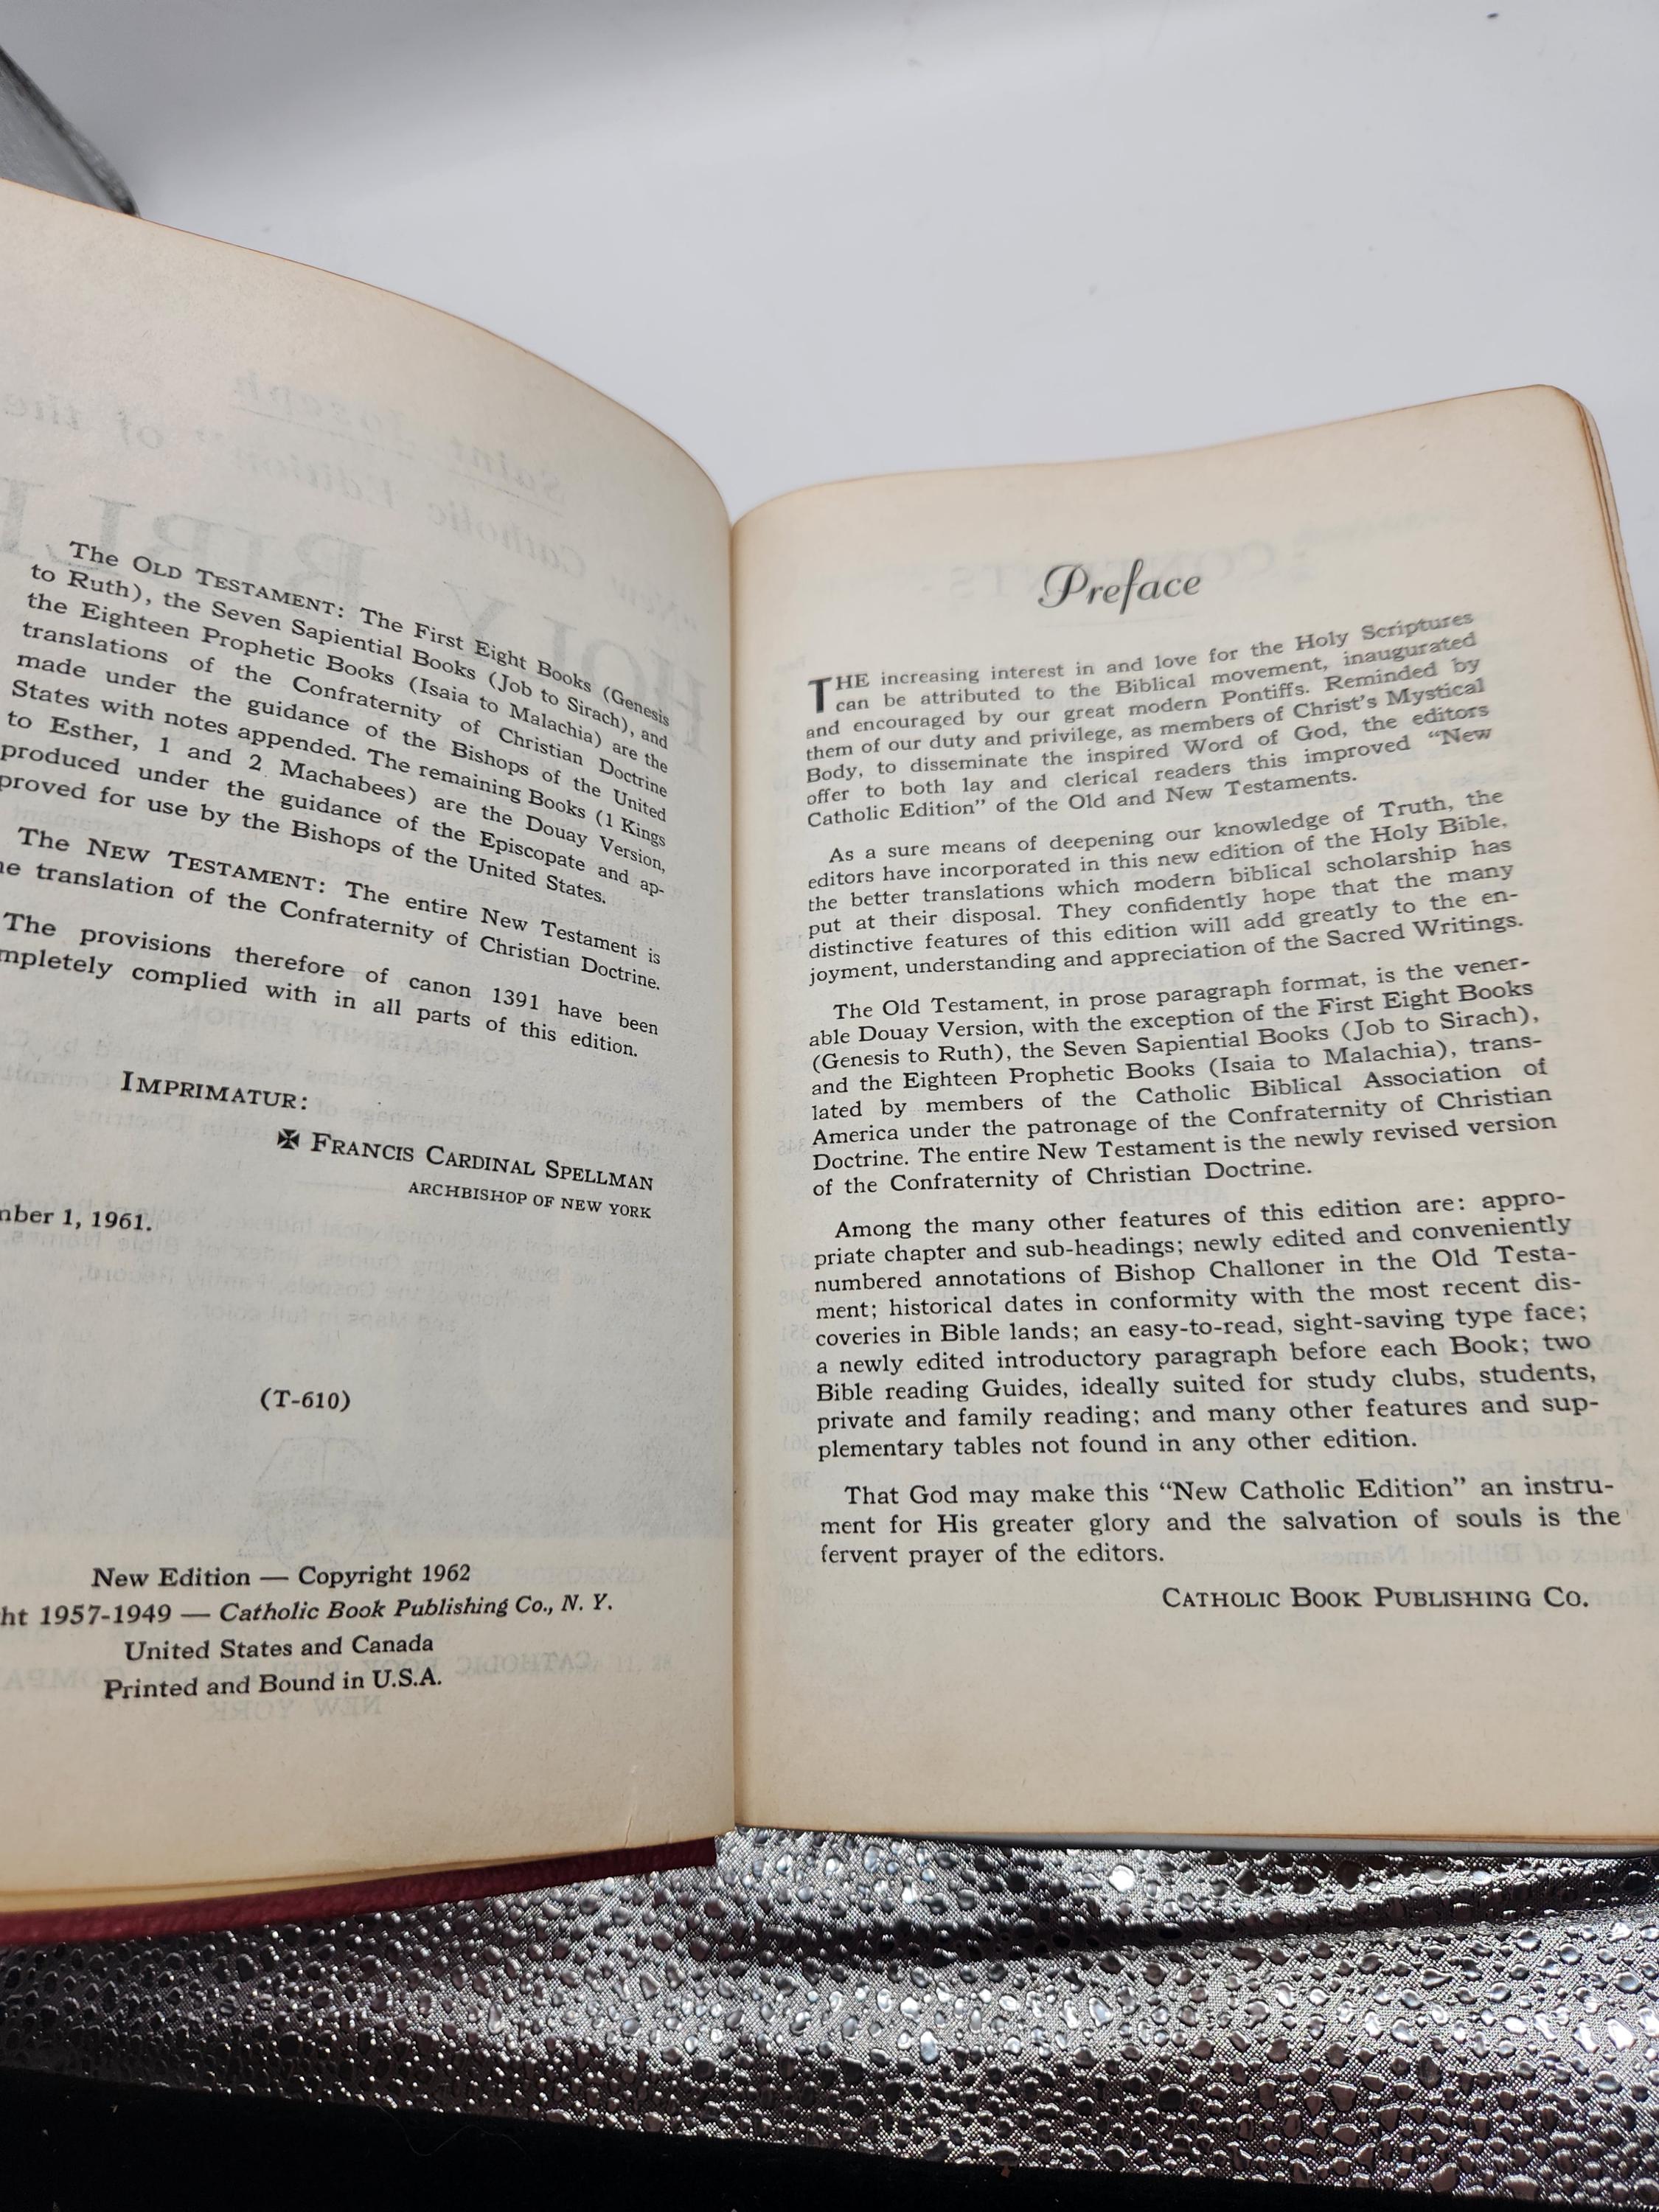 The OLD TESTAMENT: The First Eight Books (Genesis
to Ruth), the Seven Sapiential Books (Job to Sirach), and
the Eighteen Prophetic Books (Isaia to Malachia) are the
translations of the Confraternity of Christian Doctrine
made under the guidance of the Bishops of the United
States with notes appended. The remaining Books (1 Kings
to Esther, 1 and 2 Machabees) are the Douay Version,
produced under the guidance of the Episcopate and ap-
proved for use by the Bishops of the United States.
The NEW TESTAMENT: The entire New Testament is
translation of the Confraternity of Christian Doctrine.
The provisions therefore of canon 1391 have been
mpletely complied with in all parts of this edition.
IMPRIMATUR:
✠ FRANCIS CARDINAL SPELLMAN
ARCHBISHOP OF NEW YORK
mber 1, 1961.
(T-610)
New Edition — Copyright 1962
ht 1957-1949 — Catholic Book Publishing Co., N. Y.
United States and Canada
Printed and Bound in U.S.A.
Preface
THE increasing interest in and love for the Holy Scriptures
can be attributed to the Biblical movement, inaugurated
and encouraged by our great modern Pontiffs. Reminded by
them of our duty and privilege, as members of Christ's Mystical
Body, to disseminate the inspired Word of God, the editors
offer to both lay and clerical readers this improved "New
Catholic Edition" of the Old and New Testaments.
As a sure means of deepening our knowledge of Truth, the
editors have incorporated in this new edition of the Holy Bible,
the better translations which modern biblical scholarship has
put at their disposal. They confidently hope that the many
distinctive features of this edition will add greatly to the en-
joyment, understanding and appreciation of the Sacred Writings.
The Old Testament, in prose paragraph format, is the vener-
able Douay Version, with the exception of the First Eight Books
(Genesis to Ruth), the Seven Sapiential Books (Job to Sirach),
and the Eighteen Prophetic Books (Isaia to Malachia), trans-
lated by members of the Catholic Biblical Association of
America under the patronage of the Confraternity of Christian
Doctrine. The entire New Testament is the newly revised version
of the Confraternity of Christian Doctrine.
Among the many other features of this edition are: appro-
priate chapter and sub-headings; newly edited and conveniently
numbered annotations of Bishop Challoner in the Old Testa-
ment; historical dates in conformity with the most recent dis-
coveries in Bible lands; an easy-to-read, sight-saving type face;
a newly edited introductory paragraph before each Book; two
Bible reading Guides, ideally suited for study clubs, students,
private and family reading; and many other features and sup-
plementary tables not found in any other edition.
That God may make this "New Catholic Edition" an instru-
ment for His greater glory and the salvation of souls is the
fervent prayer of the editors.
CATHOLIC BOOK PUBLISHING CO.